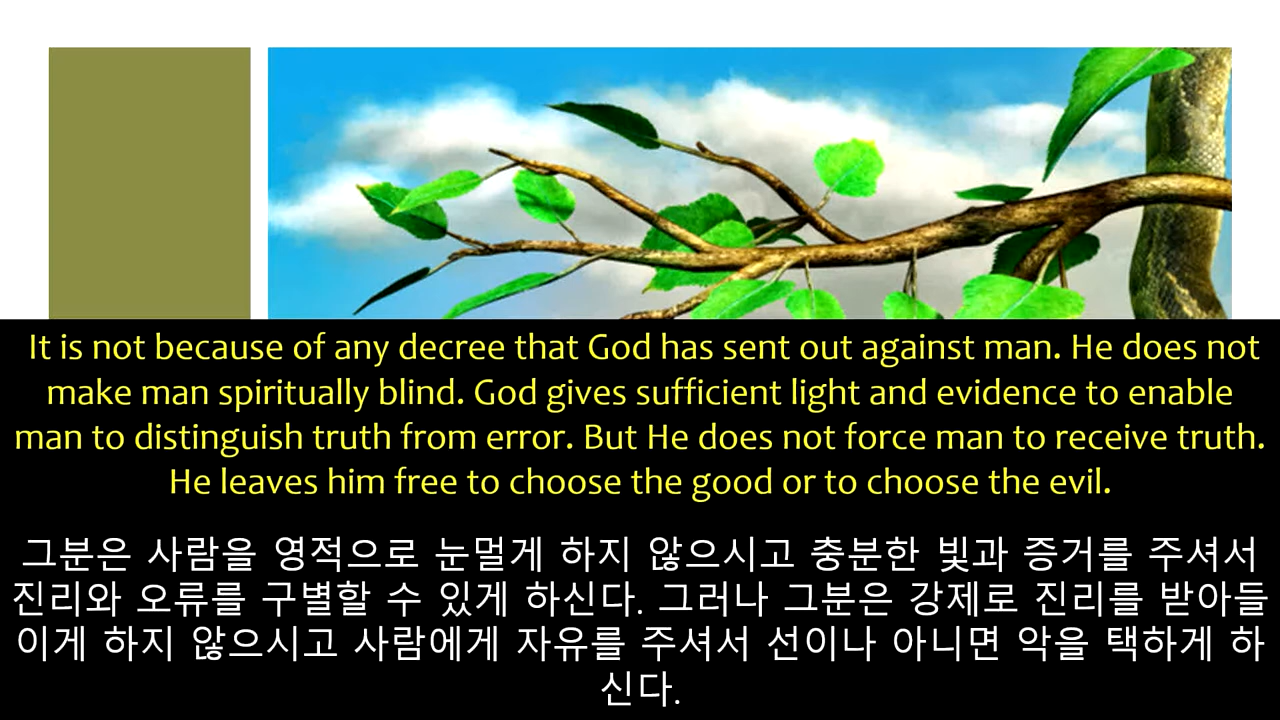 It is not because of any decree that God has sent out against man. He does not
make man spiritually blind. God gives sufficient light and evidence to enable
man to distinguish truth from error. But He does not force man to receive truth.
He leaves him free to choose the good or to choose the evil.
그분은 사람을 영적으로 눈멀게 하지 않으시고 충분한 빛과 증거를 주셔서
진리와 오류를 구별할 수 있게 하신다. 그러나 그분은 강제로 진리를 받아들
이게 하지 않으시고 사람에게 자유를 주셔서 선이나 아니면 악을 택하게 하
신다.